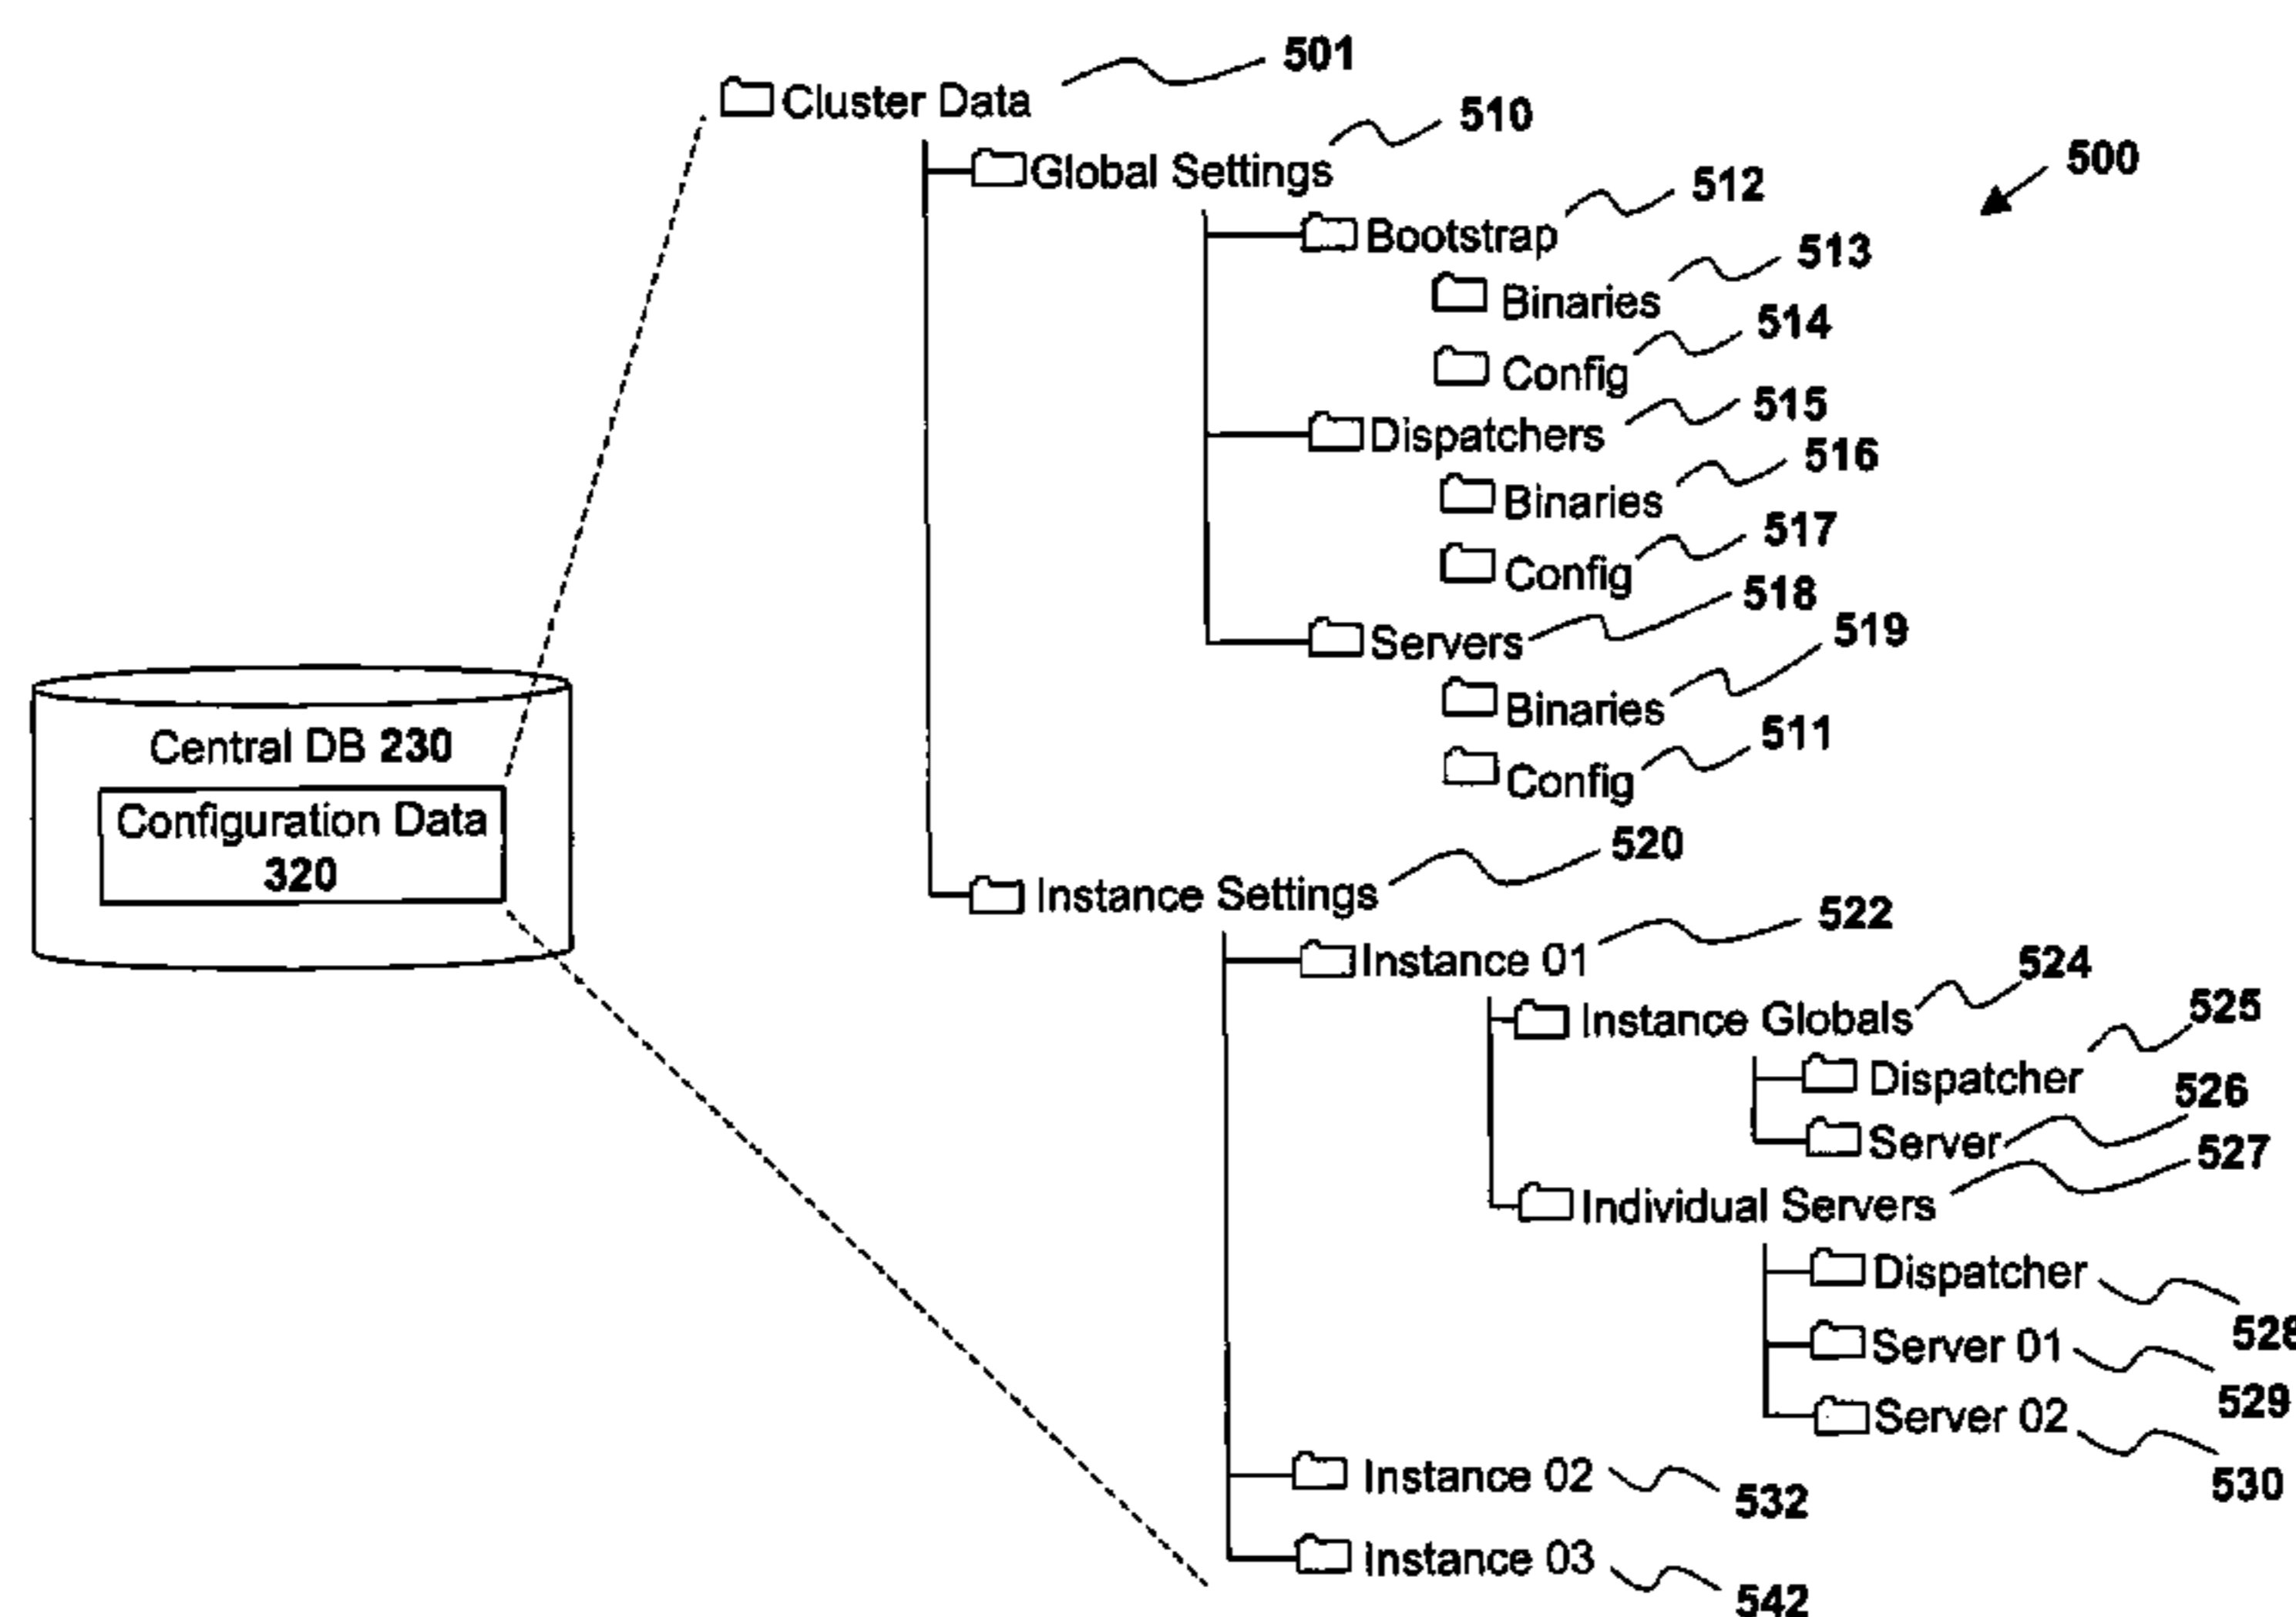 Cluster Data 501
Global Settings 510
500
Bootstrap 512
Binaries 513
Config 514
Dispatchers 515
Binaries 516
Config 517
Servers 518
Binaries 519
Config 511
Central DB 230
Configuration Data
320
Instance Settings 520
Instance 01 522
Instance Globals 524
Dispatcher 525
Server 526
Individual Servers 527
Dispatcher 528
Server 01 529
Server 02 530
Instance 02 532
Instance 03 542